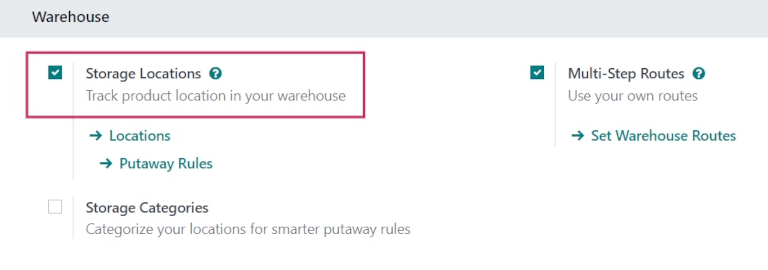 Warehouse
Storage Locations ?
Track product location in your warehouse
→ Locations
→ Putaway Rules
Multi-Step Routes ?
Use your own routes
→ Set Warehouse Routes
Storage Categories
Categorize your locations for smarter putaway rules